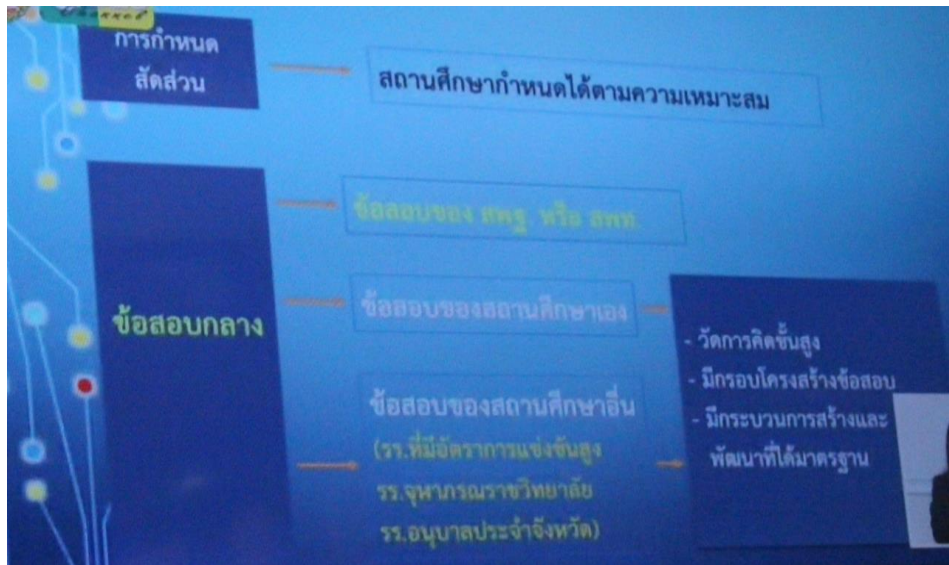 Channel
การกำหนด
สัดส่วน
สถานศึกษากำหนดได้ตามความเหมาะสม
ข้อสอบกลาง
ข้อสอบของ สพฐ. หรือ สพท.
ข้อสอบของสถานศึกษาเอง
ข้อสอบของสถานศึกษาอื่น
(รร.ที่มีอัตราการแข่งขันสูง
รร.จุฬาภรณราชวิทยาลัย
รร.อนุบาลประจำจังหวัด)
- วัดการคิดขั้นสูง
- มีกรอบโครงสร้างข้อสอบ
- มีกระบวนการสร้างและ
พัฒนาที่ได้มาตรฐาน